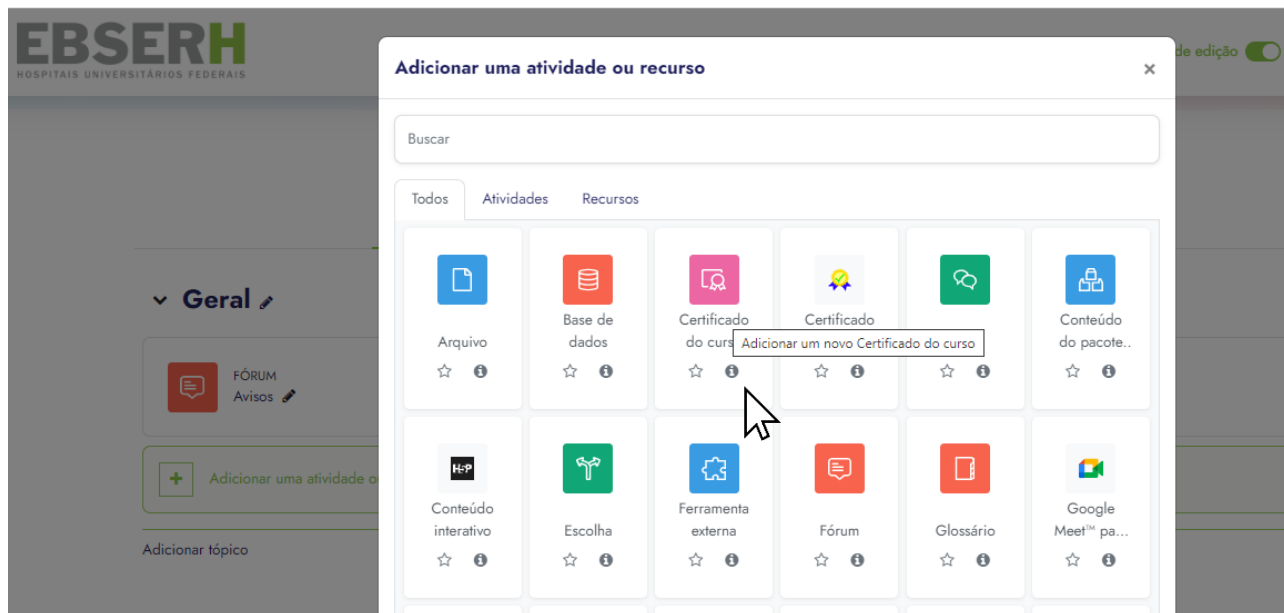 EBSERH
HOSPITAIS UNIVERSITÁRIOS FEDERAIS
de edição
Adicionar uma atividade ou recurso
×
Buscar
Todos
Atividades
Recursos
Geral
FÓRUM
Avisos
+
Adicionar uma atividade o
Adicionar tópico
Arquivo
Base de
dados
Certificado
do curs
Certificado
Adicionar um novo Certificado do curso
Conteúdo
do pacote..
H-P
Conteúdo
interativo
Escolha
Ferramenta
externa
Fórum
Glossário
Google
Meet™ pa...